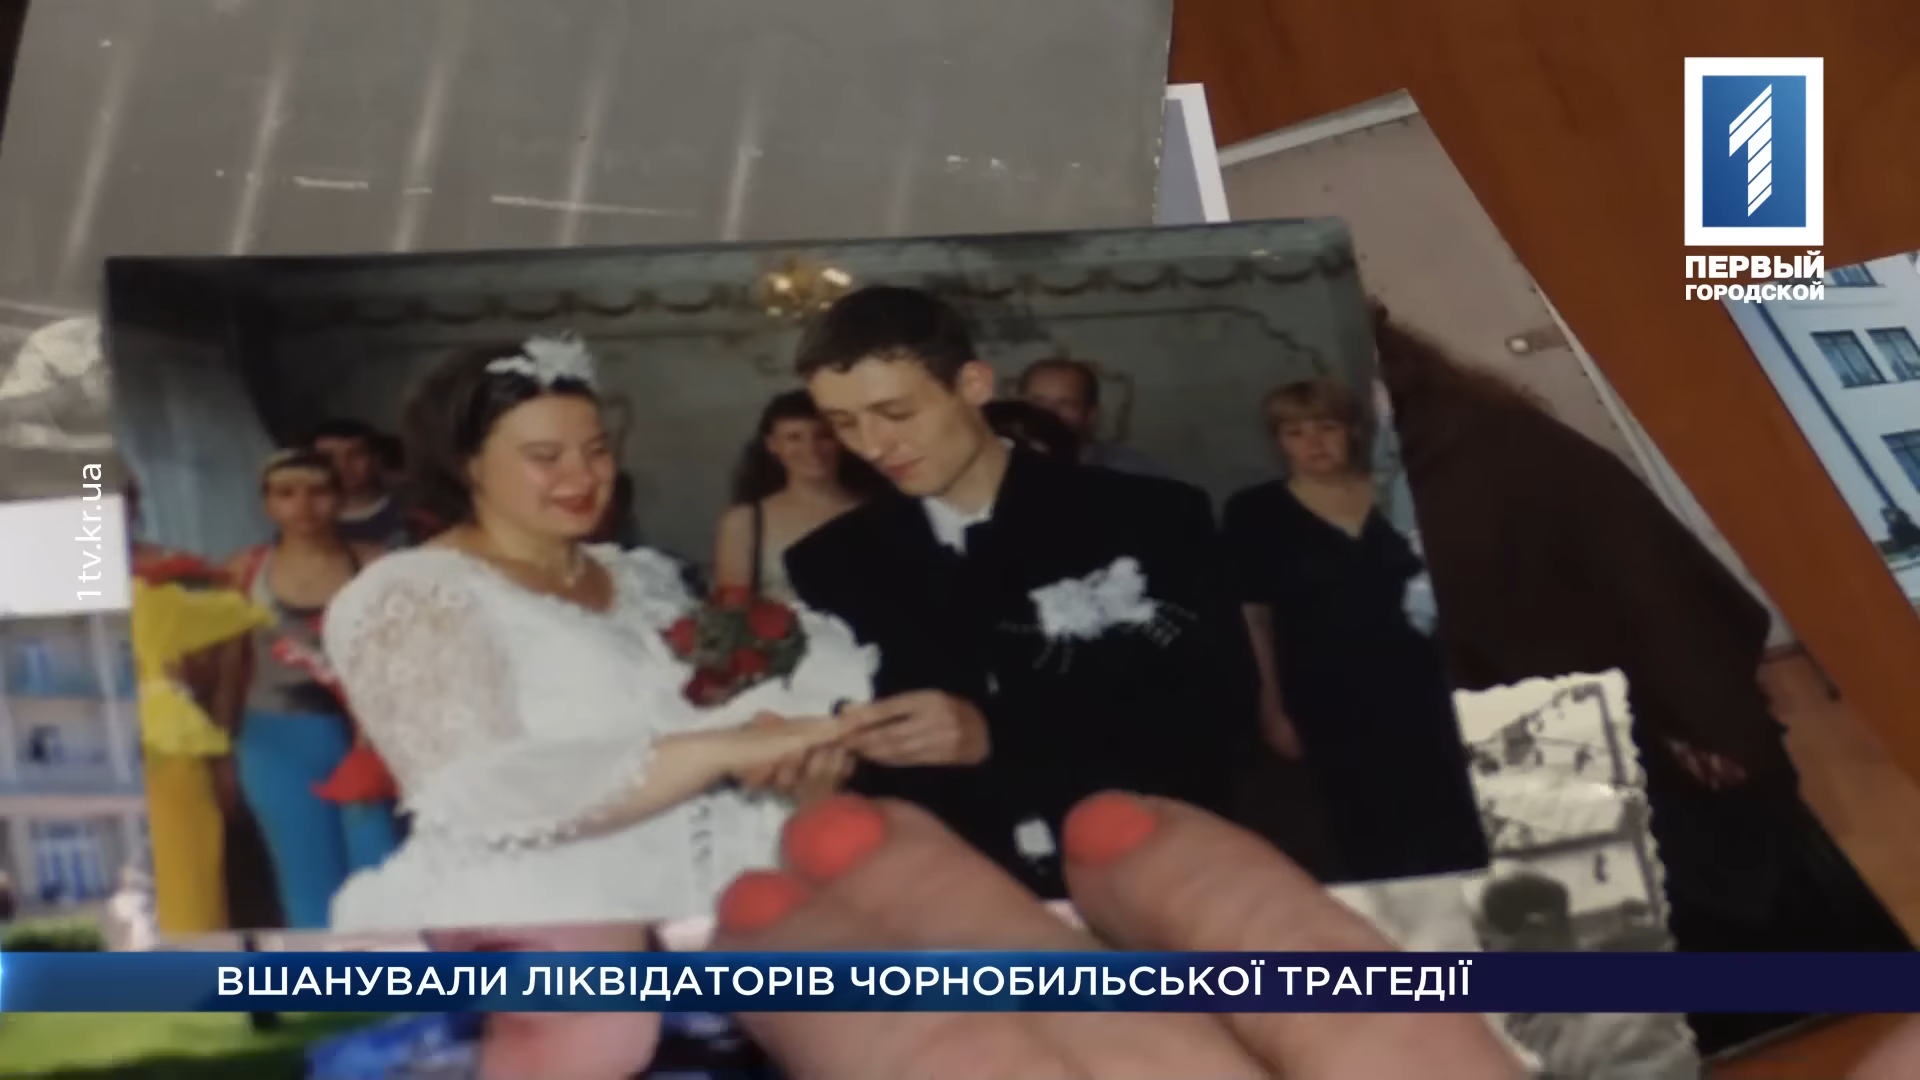 ПЕРВЫЙ
ГОРОДСКОЙ
1tv.kr.ua
ВШАНУВАЛИ ЛІКВІДАТОРІВ ЧОРНОБИЛЬСЬКОЇ ТРАГЕДІЇ